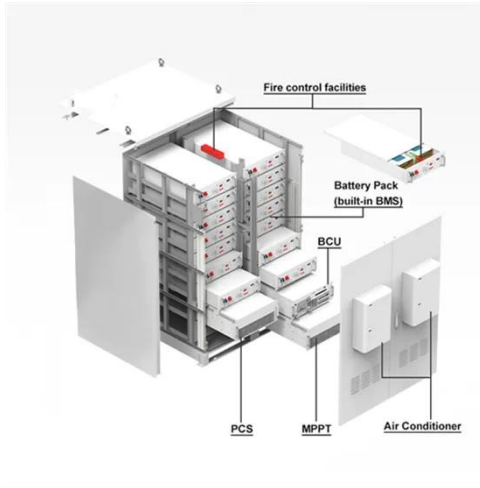 Fire control facilities
Battery Pack
(built-in BMS)
BCU
PCS
MPPT
Air Conditioner